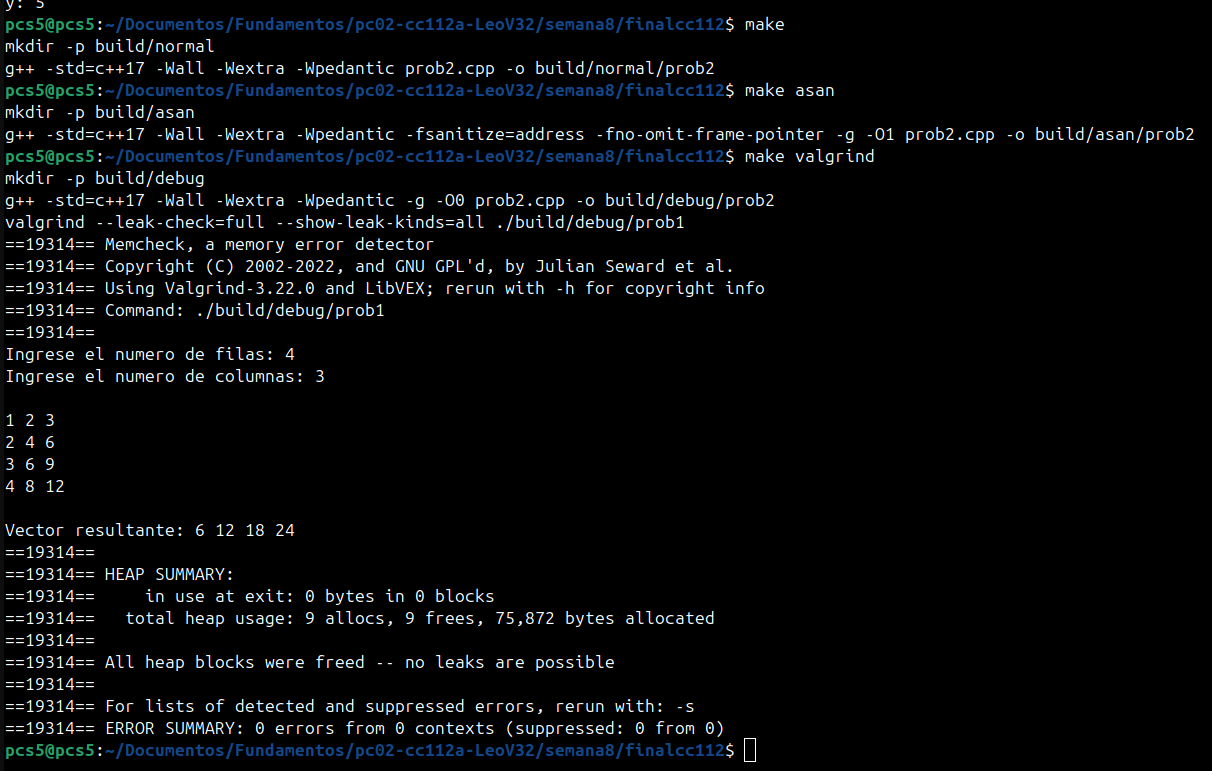 y: 5
pcs5@pcs5:~/Documentos/Fundamentos/pc02-cc112a-LeoV32/semana8/finalcc112$ make
mkdir -p build/normal
g++ -std=c++17 -Wall -Wextra -Wpedantic prob2.cpp -o build/normal/prob2
pcs5@pcs5:~/Documentos/Fundamentos/pc02-cc112a-LeoV32/semana8/finalcc112$ make asan
mkdir -p build/asan
g++ -std=c++17 -Wall -Wextra -Wpedantic -fsanitize=address -fno-omit-frame-pointer -g -O1 prob2.cpp -o build/asan/prob2
pcs5@pcs5:~/Documentos/Fundamentos/pc02-cc112a-LeoV32/semana8/finalcc112$ make valgrind
mkdir -p build/debug
g++ -std=c++17 -Wall -Wextra -Wpedantic -g -O0 prob2.cpp -o build/debug/prob2
valgrind --leak-check=full --show-leak-kinds=all ./build/debug/prob1
==19314== Memcheck, a memory error detector
==19314== Copyright (C) 2002-2022, and GNU GPL'd, by Julian Seward et al.
==19314== Using Valgrind-3.22.0 and LibVEX; rerun with -h for copyright info
==19314== Command: ./build/debug/prob1
==19314==
Ingrese el numero de filas: 4
Ingrese el numero de columnas: 3
1 2 3
2 4 6
3 6 9
4 8 12
Vector resultante: 6 12 18 24
==19314==
==19314== HEAP SUMMARY:
==19314==     in use at exit: 0 bytes in 0 blocks
==19314==   total heap usage: 9 allocs, 9 frees, 75,872 bytes allocated
==19314==
==19314== All heap blocks were freed -- no leaks are possible
==19314==
==19314== For lists of detected and suppressed errors, rerun with: -s
==19314== ERROR SUMMARY: 0 errors from 0 contexts (suppressed: 0 from 0)
pcs5@pcs5:~/Documentos/Fundamentos/pc02-cc112a-LeoV32/semana8/finalcc112$